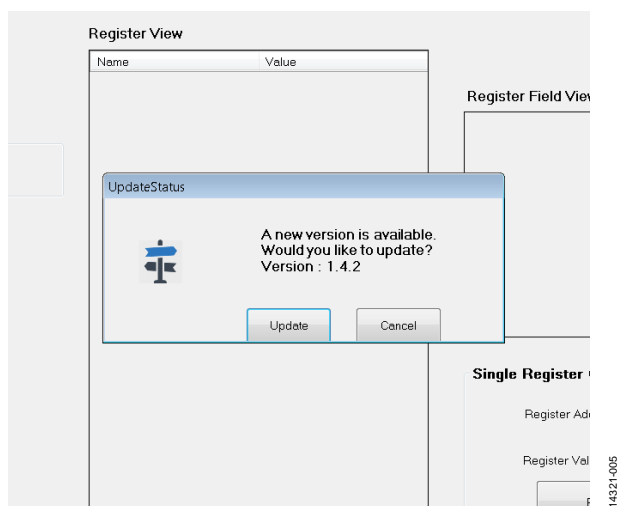 Register View
Name Value
Register Field View
UpdateStatus
A new version is available.
Would you like to update?
Version : 1.4.2
Update Cancel
Single Register
Register Add
Register Val
14321-005